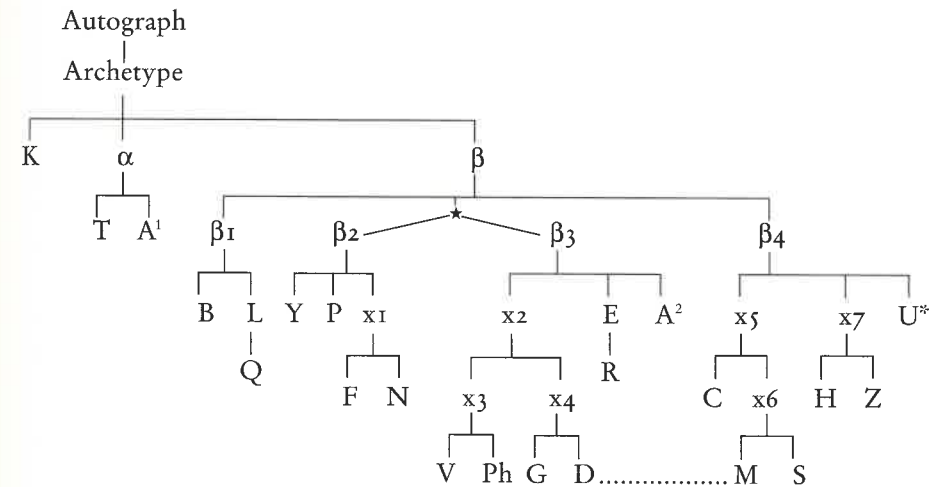 Autograph
Archetype
K α β
T A¹ β1 β2 ★ β3 β4
B L Y P x1 x2 E A² x5 x7 U*
Q F N x3 x4 R C x6 H Z
V Ph G D..................M S